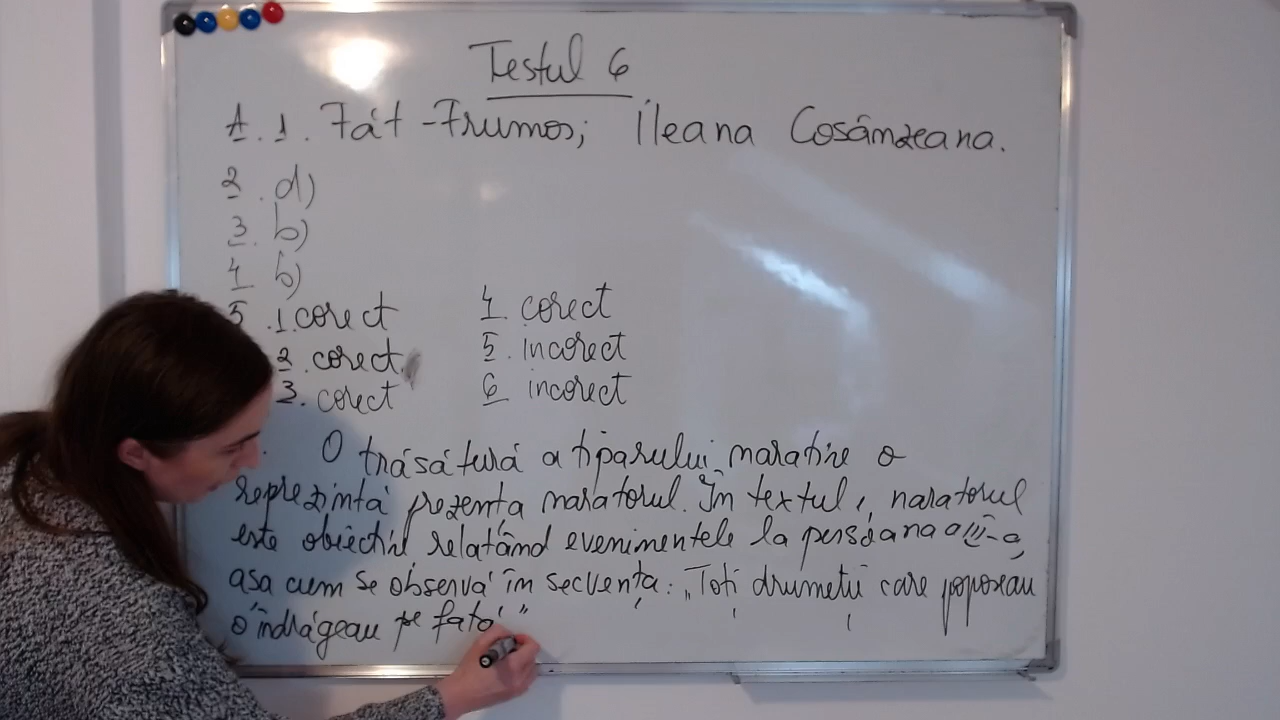 Testul 6
A. 1. Făt-Frumos; Ileana Cosânzeana.
2. d)
3. b)
4 b)
5. 1. corect 4. corect
2. corect. 5. incorect
3. corect 6 incorect
. O trăsătură a tiparului narativ o
reprezintă prezența naratorul. În textul 1, naratorul
este obiectiv relatând evenimentele la persoana a III-a,
asa cum se observă în secvența: „Toți drumeții care poposeau
o îndrăgeau pe fată"